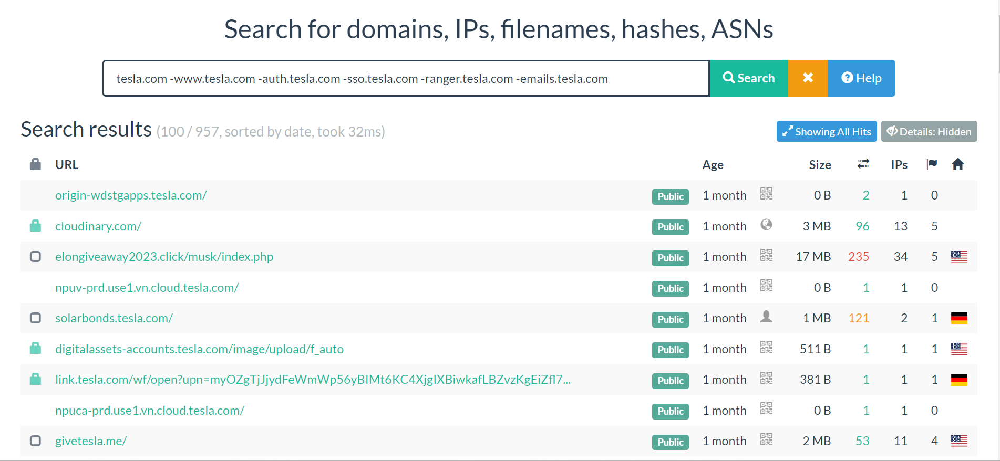 Search for domains, IPs, filenames, hashes, ASNs
tesla.com -www.tesla.com -auth.tesla.com -sso.tesla.com -ranger.tesla.com -emails.tesla.com Search Help
Search results (100 / 957, sorted by date, took 32ms) Showing All Hits Details: Hidden
URL Age Size IPs
origin-wdstgapps.tesla.com/ Public 1 month 0 B 2 1 0
cloudinary.com/ Public 1 month 3 MB 96 13 5
elongiveaway2023.click/musk/index.php Public 1 month 17 MB 235 34 5
npuv-prd.use1.vn.cloud.tesla.com/ Public 1 month 0 B 1 1 0
solarbonds.tesla.com/ Public 1 month 1 MB 121 2 1
digitalassets-accounts.tesla.com/image/upload/f_auto Public 1 month 511 B 1 1 1
link.tesla.com/wf/open?upn=myOZgTjJjydFeWmWp56yBIMt6KC4XjgIXBiwkafLBZvzKgEiZfl7... Public 1 month 381 B 1 1 1
npuca-prd.use1.vn.cloud.tesla.com/ Public 1 month 0 B 1 1 0
givetesla.me/ Public 1 month 2 MB 53 11 4